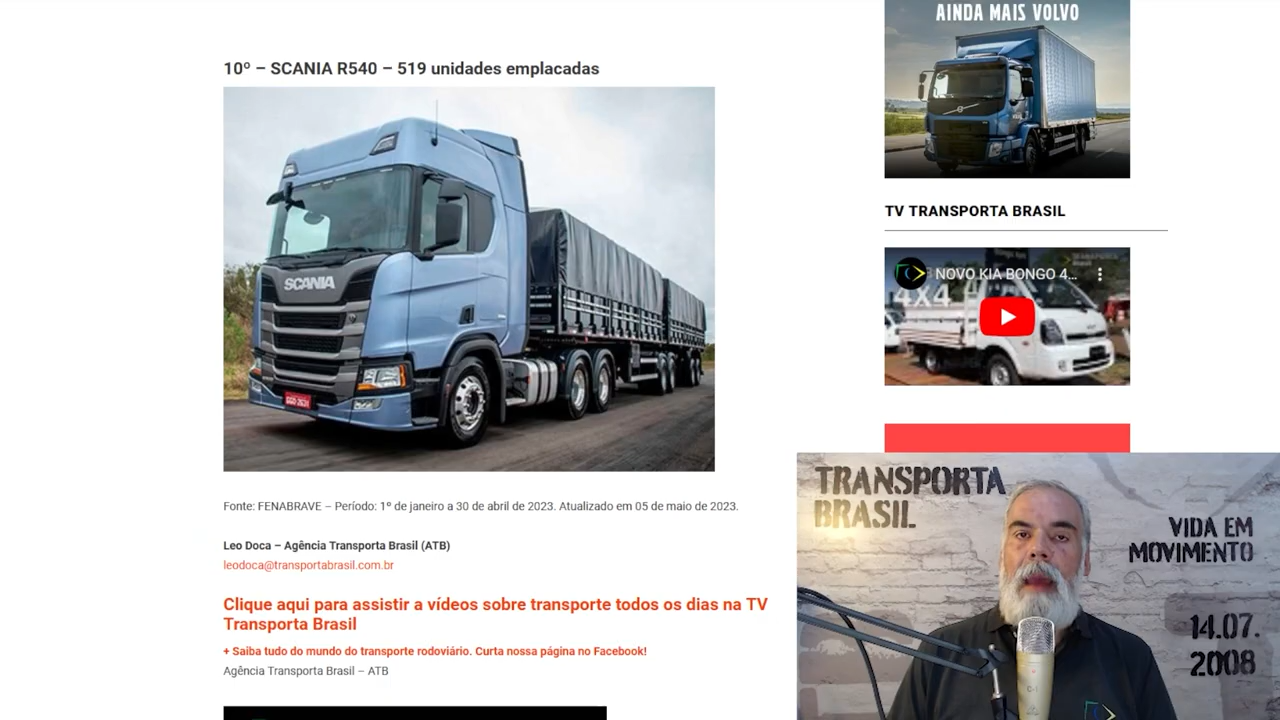 AINDA MAIS VOLVO
10º – SCANIA R540 – 519 unidades emplacadas
SCANIA
TV TRANSPORTA BRASIL
NOVO KIA BONGO 4...
4X4
Fonte: FENABRAVE – Período: 1º de janeiro a 30 de abril de 2023. Atualizado em 05 de maio de 2023.
Leo Doca – Agência Transporta Brasil (ATB)
leodoca@transportabrasil.com.br
Clique aqui para assistir a vídeos sobre transporte todos os dias na TV
Transporta Brasil
+ Saiba tudo do mundo do transporte rodoviário. Curta nossa página no Facebook!
Agência Transporta Brasil – ATB
TRANSPORTA
BRASIL
VIDA EM
MOVIMENTO
14.07.
2008
C-1